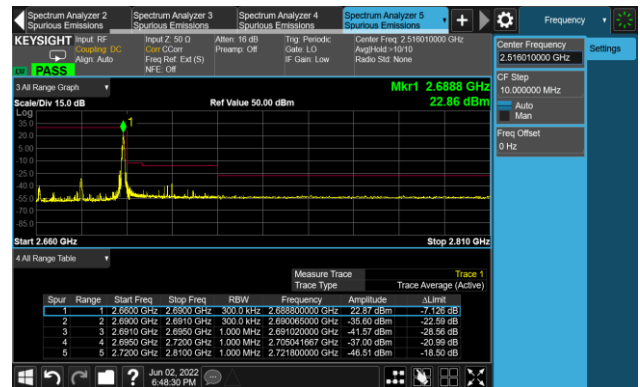 Spectrum Analyzer 2
Spurious Emissions
Spectrum Analyzer 3
Spurious Emissions
Spectrum Analyzer 4
Spurious Emissions
Spectrum Analyzer 5
Spurious Emissions
Frequency
KEYSIGHT
Input: RF
Coupling: DC
Align: Auto
Input Z: 50 Ω
Corr CCorr
Freq Ref: Ext (S)
NFE: Off
Atten: 16 dB
Preamp: Off
Trig: Periodic
Gate: LO
IF Gain: Low
Center Freq: 2.516010000 GHz
Avg|Hold:>10/10
Radio Std: None
PASS
Center Frequency
2.516010000 GHz
Settings
CF Step
10.000000 MHz
Auto
Man
Freq Offset
0 Hz
3 All Range Graph
Mkr1 2.6888 GHz
Scale/Div 15.0 dB
Ref Value 50.00 dBm
22.86 dBm
Log
35.0
20.0
5.00
-10.0
-25.0
-40.0
-55.0
-70.0
-85.0
1
Start 2.660 GHz
Stop 2.810 GHz
4 All Range Table
Measure Trace Trace 1
Trace Type Trace Average (Active)
Spur Range Start Freq Stop Freq RBW Frequency Amplitude ΔLimit
1 1 2.6600 GHz 2.6900 GHz 300.0 kHz 2.688800000 GHz 22.87 dBm -7.126 dB
2 2 2.6900 GHz 2.6910 GHz 300.0 kHz 2.690065000 GHz -35.60 dBm -22.59 dB
3 3 2.6910 GHz 2.6950 GHz 1.000 MHz 2.691020000 GHz -41.57 dBm -28.56 dB
4 4 2.6950 GHz 2.7200 GHz 1.000 MHz 2.705041667 GHz -37.00 dBm -20.99 dB
5 5 2.7200 GHz 2.8100 GHz 1.000 MHz 2.721800000 GHz -46.51 dBm -18.50 dB
Jun 02, 2022
6:48:30 PM